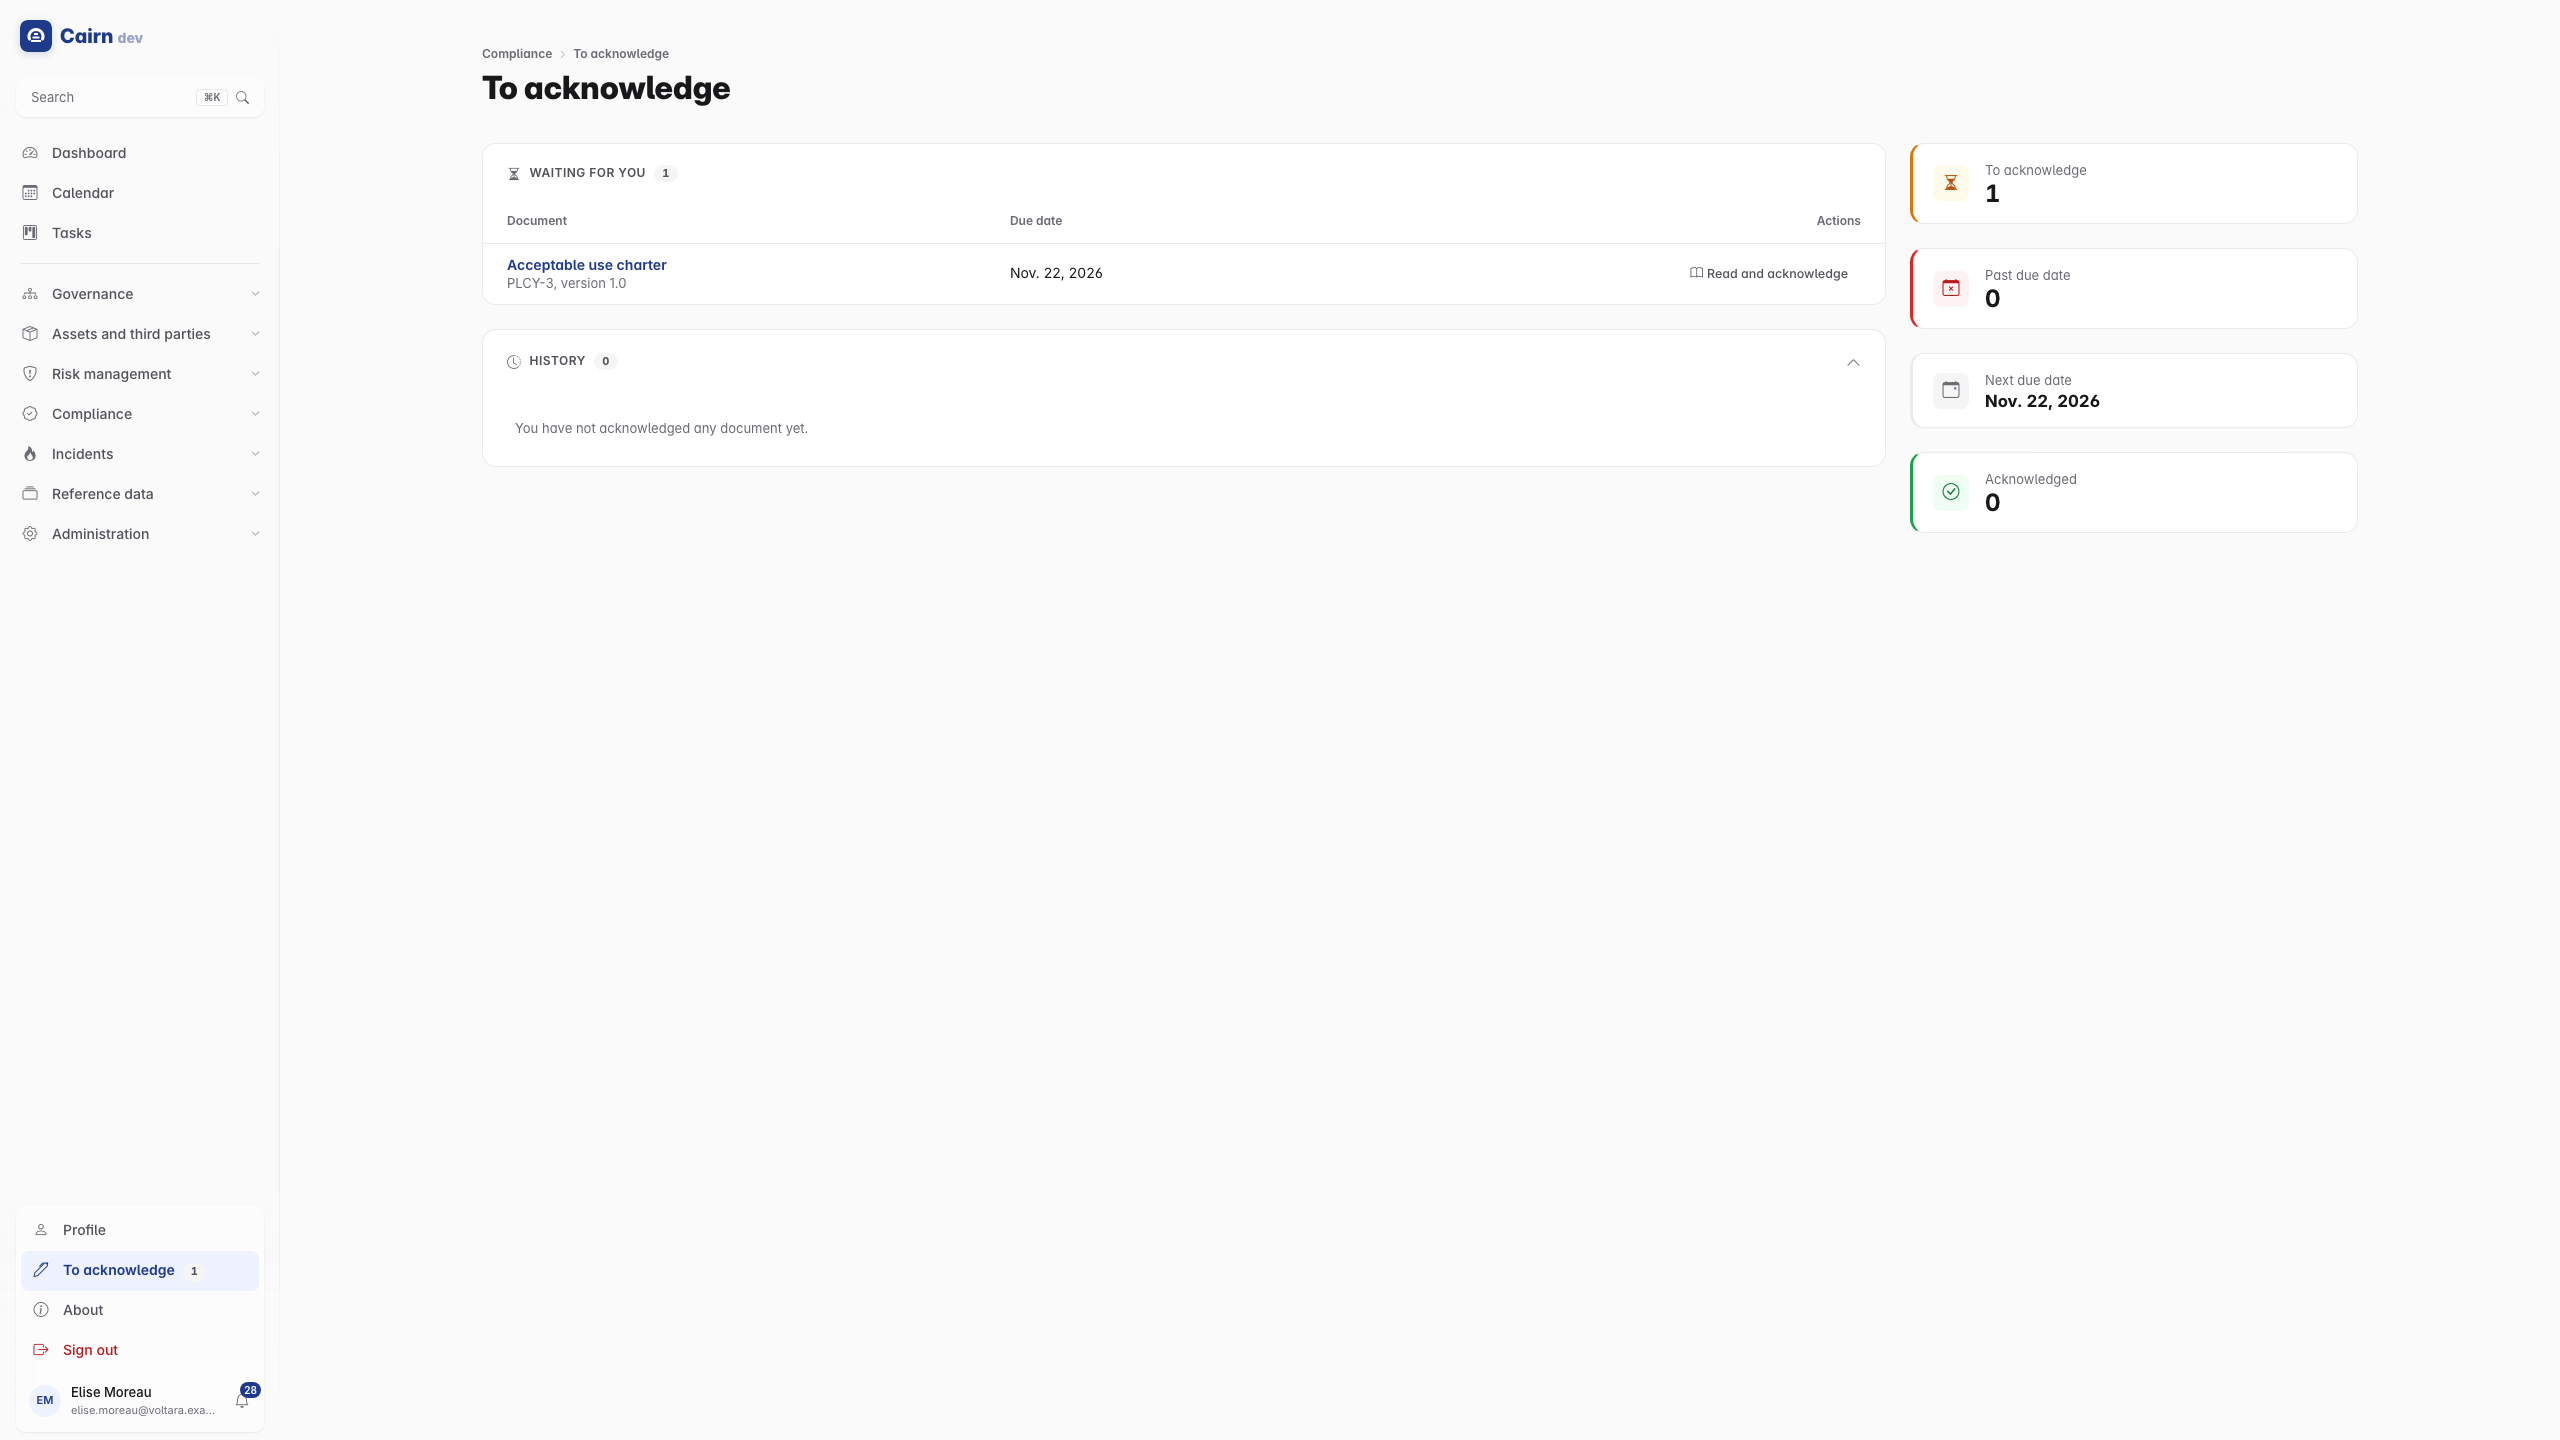 Cairn dev
Search ⌘K
Dashboard
Calendar
Tasks
Governance
Assets and third parties
Risk management
Compliance
Incidents
Reference data
Administration
Profile
To acknowledge 1
About
Sign out
EM
Elise Moreau
elise.moreau@voltara.exa...
28
Compliance > To acknowledge
To acknowledge
WAITING FOR YOU 1
Document Due date Actions
Acceptable use charter
PLCY-3, version 1.0
Nov. 22, 2026
Read and acknowledge
HISTORY 0
You have not acknowledged any document yet.
To acknowledge
1
Past due date
0
Next due date
Nov. 22, 2026
Acknowledged
0